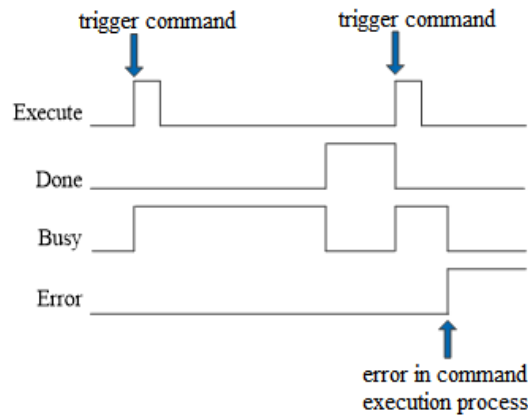 trigger command
trigger command
Execute
Done
Busy
Error
error in command
execution process